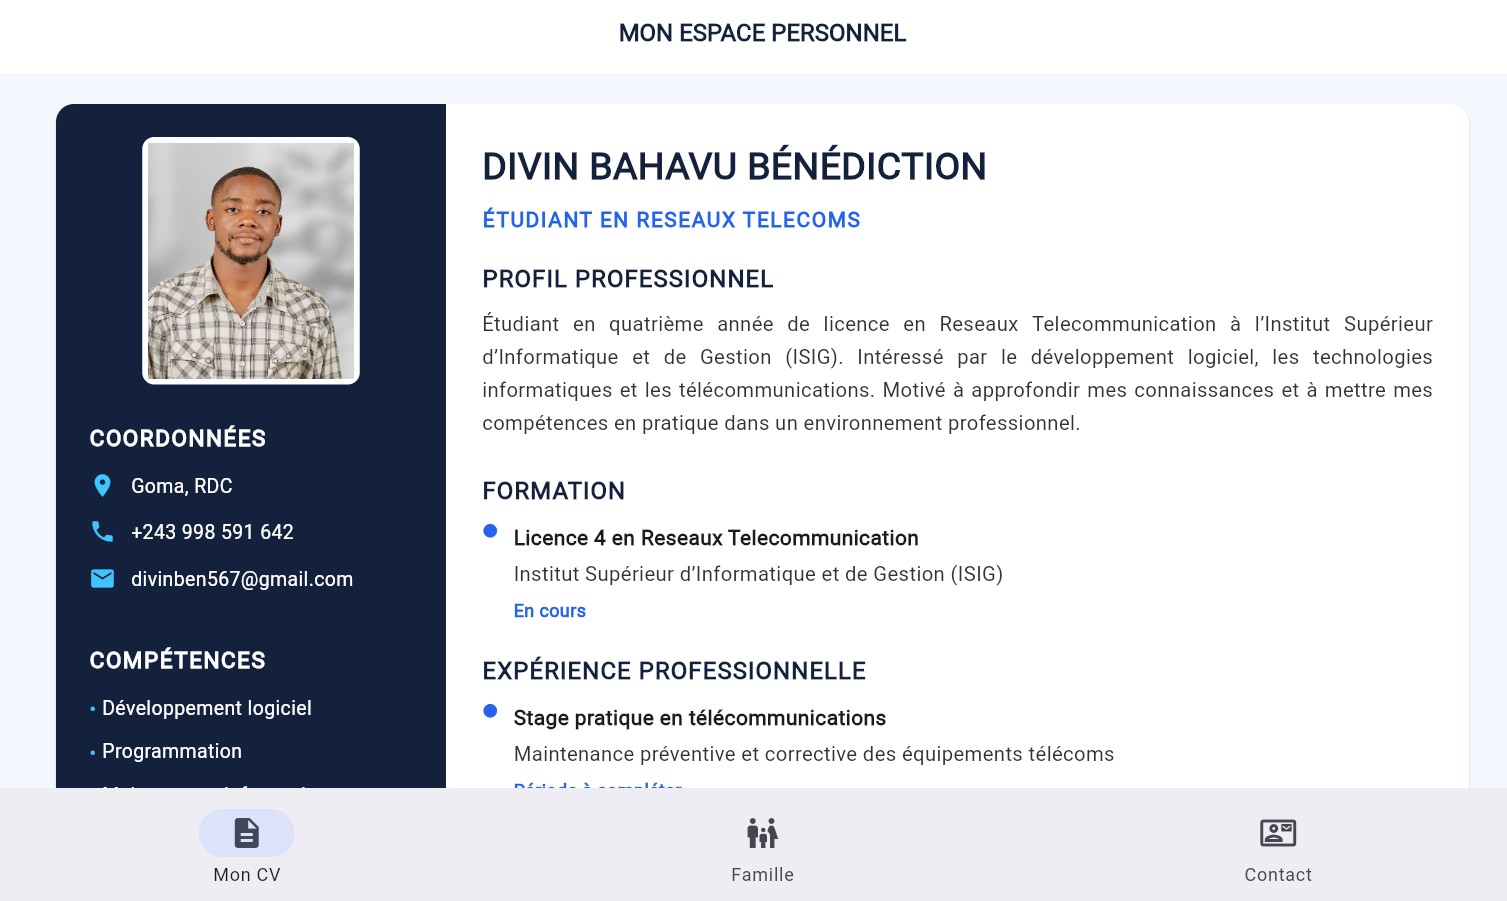 MON ESPACE PERSONNEL
COORDONNÉES
Goma, RDC
+243 998 591 642
divinben567@gmail.com
COMPÉTENCES
• Développement logiciel
• Programmation
DIVIN BAHAVU BÉNÉDICTION
ÉTUDIANT EN RESEAUX TELECOMS
PROFIL PROFESSIONNEL
Étudiant en quatrième année de licence en Reseaux Telecommunication à l’Institut Supérieur
d’Informatique et de Gestion (ISIG). Intéressé par le développement logiciel, les technologies
informatiques et les télécommunications. Motivé à approfondir mes connaissances et à mettre mes
compétences en pratique dans un environnement professionnel.
FORMATION
Licence 4 en Reseaux Telecommunication
Institut Supérieur d’Informatique et de Gestion (ISIG)
En cours
EXPÉRIENCE PROFESSIONNELLE
Stage pratique en télécommunications
Maintenance préventive et corrective des équipements télécoms
Période à compléter
Mon CV
Famille
Contact